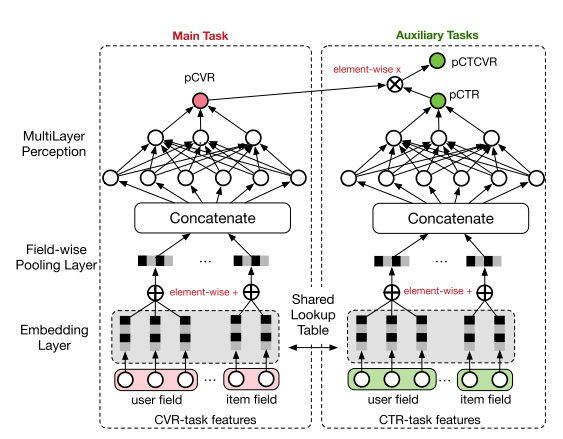 Main Task
Auxiliary Tasks
element-wise x
pCTCVR
pCVR
pCTR
MultiLayer
Perception
Concatenate
Concatenate
Field-wise
Pooling Layer
...
...
element-wise +
element-wise +
Shared
Lookup
Table
Embedding
Layer
...
...
user field
item field
user field
item field
CVR-task features
CTR-task features